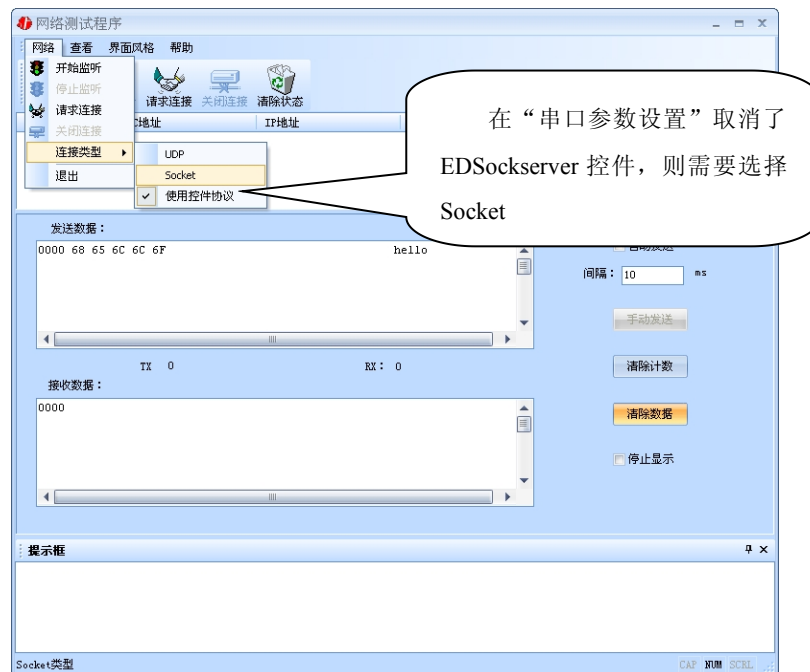 网络测试程序
网络 查看 界面风格 帮助
开始监听
停止监听
请求连接
关闭连接
连接类型
退出
请求连接 关闭连接 清除状态
C地址 IP地址
UDP
Socket
使用控件协议
在“串口参数设置”取消了
EDSockserver 控件，则需要选择
Socket
发送数据：
0000 68 65 6C 6C 6F hello
自动发送
间隔： 10 ms
手动发送
TX 0 RX： 0
清除计数
接收数据：
0000
清除数据
停止显示
提示框
Socket类型 CAP NUM SCRL